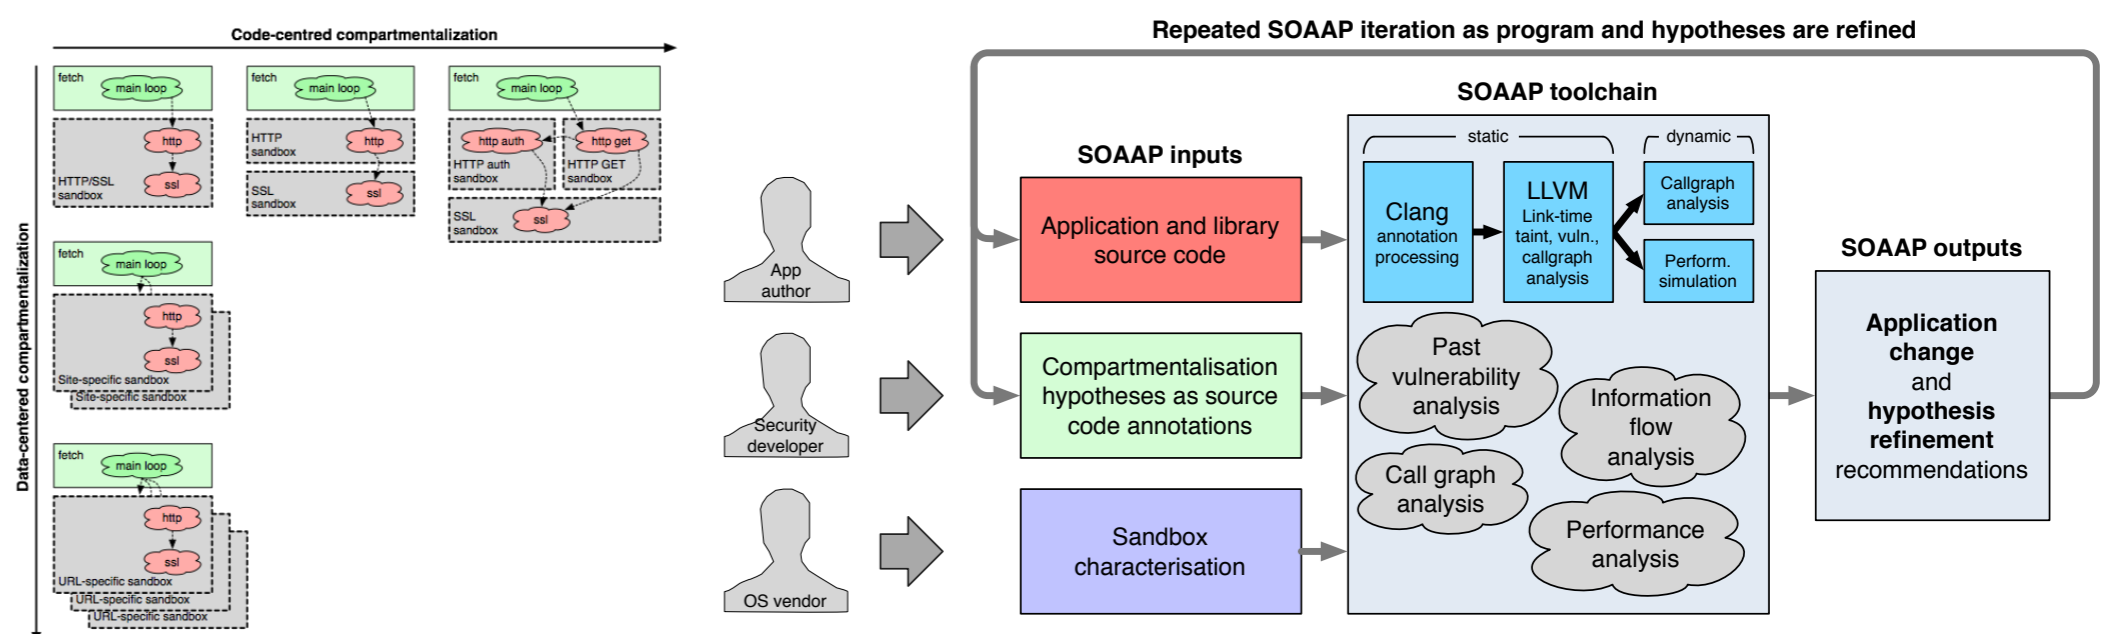 Code-centred compartmentalization
Data-centered compartmentalization
fetch
main loop
http
ssl
HTTP/SSL
sandbox
fetch
main loop
HTTP
sandbox
http
SSL
sandbox
ssl
fetch
main loop
http auth
HTTP auth
sandbox
http get
HTTP GET
sandbox
SSL
sandbox
ssl
fetch
main loop
http
ssl
Site-specific sandbox
Site-specific sandbox
fetch
main loop
http
ssl
URL-specific sandbox
URL-specific sandbox
URL-specific sandbox
Repeated SOAAP iteration as program and hypotheses are refined
App
author
Security
developer
OS vendor
SOAAP inputs
Application and library
source code
Compartmentalisation
hypotheses as source
code annotations
Sandbox
characterisation
SOAAP toolchain
static
dynamic
Clang
annotation
processing
LLVM
Link-time
taint, vuln.,
callgraph
analysis
Callgraph
analysis
Perform.
simulation
Past
vulnerability
analysis
Information
flow
analysis
Call graph
analysis
Performance
analysis
SOAAP outputs
Application
change
and
hypothesis
refinement
recommendations